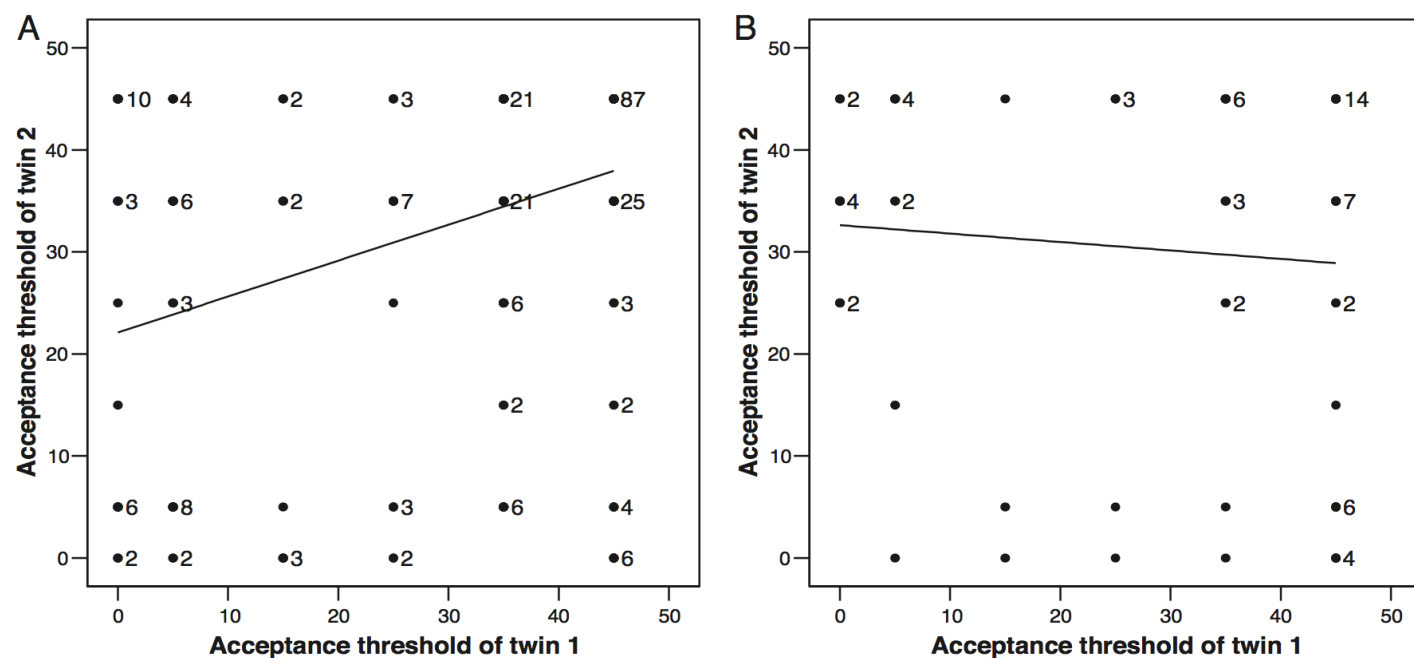 A
50
10 4 2 3 21 87
40
3 6 2 7 21 25
30
3 6 3
20
2 2
10
6 8 3 6 4
0
2 2 3 2 6
0 10 20 30 40 50
Acceptance threshold of twin 1
Acceptance threshold of twin 2
B
50
2 4 3 6 14
40
4 2 3 7
30
2 2 2
20
10
6
0
4
0 10 20 30 40 50
Acceptance threshold of twin 1
Acceptance threshold of twin 2